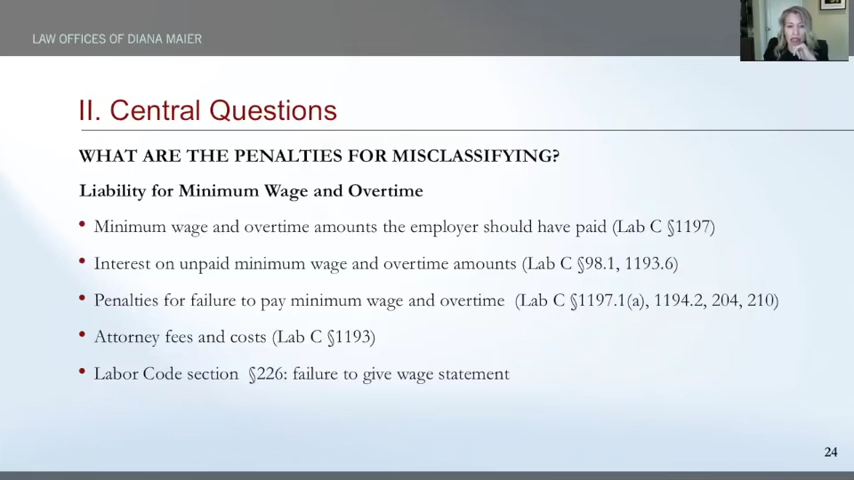 LAW OFFICES OF DIANA MAIER
II. Central Questions
WHAT ARE THE PENALTIES FOR MISCLASSIFYING?
Liability for Minimum Wage and Overtime
• Minimum wage and overtime amounts the employer should have paid (Lab C §1197)
• Interest on unpaid minimum wage and overtime amounts (Lab C §98.1, 1193.6)
• Penalties for failure to pay minimum wage and overtime (Lab C §1197.1(a), 1194.2, 204, 210)
• Attorney fees and costs (Lab C §1193)
• Labor Code section §226: failure to give wage statement
24